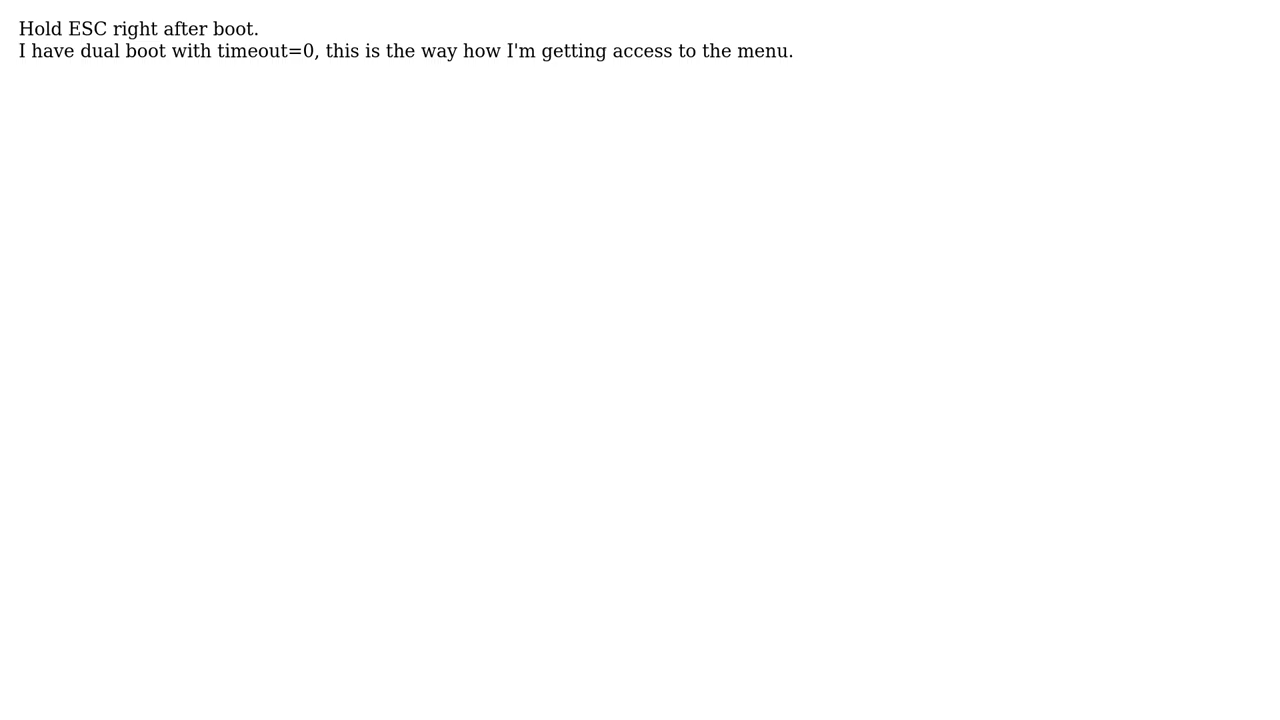 Hold ESC right after boot.
I have dual boot with timeout=0, this is the way how I'm getting access to the menu.